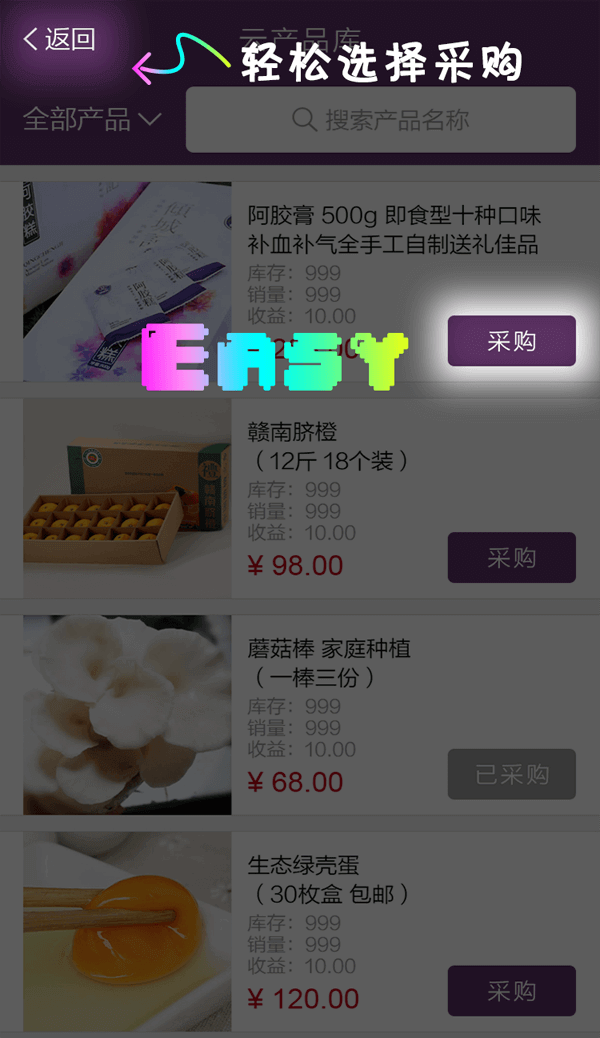 返回
云产品库
轻松选择采购
全部产品
搜索产品名称
阿胶膏 500g 即食型十种口味
补血补气全手工自制送礼佳品
库存：999
销量：999
收益：10.00
采购
EASY
阿胶糕
赣南脐橙
（12斤 18个装）
库存：999
销量：999
收益：10.00
¥ 98.00
采购
蘑菇棒 家庭种植
（一棒三份）
库存：999
销量：999
收益：10.00
¥ 68.00
已采购
生态绿壳蛋
（30枚盒 包邮）
库存：999
销量：999
收益：10.00
¥ 120.00
采购